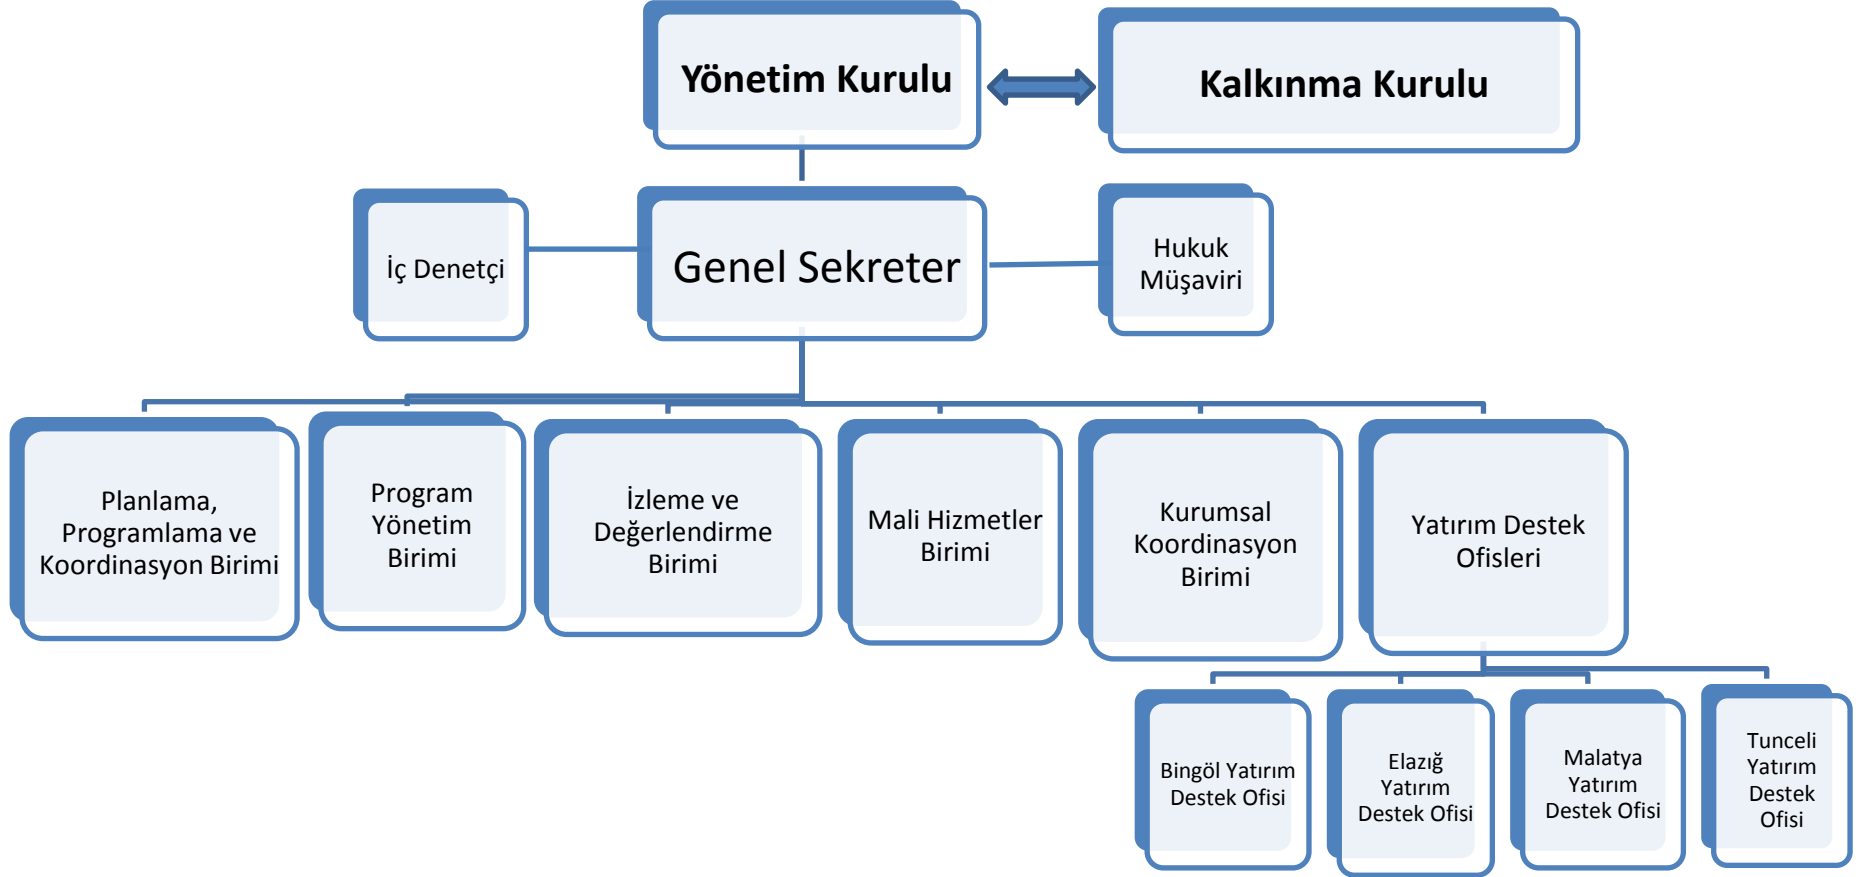 Yönetim Kurulu
Kalkınma Kurulu
İç Denetçi
Genel Sekreter
Hukuk
Müşaviri
Planlama,
Programlama ve
Koordinasyon Birimi
Program
Yönetim
Birimi
İzleme ve
Değerlendirme
Birimi
Mali Hizmetler
Birimi
Kurumsal
Koordinasyon
Birimi
Yatırım Destek
Ofisleri
Bingöl Yatırım
Destek Ofisi
Elazığ
Yatırım
Destek Ofisi
Malatya
Yatırım
Destek Ofisi
Tunceli
Yatırım
Destek
Ofisi